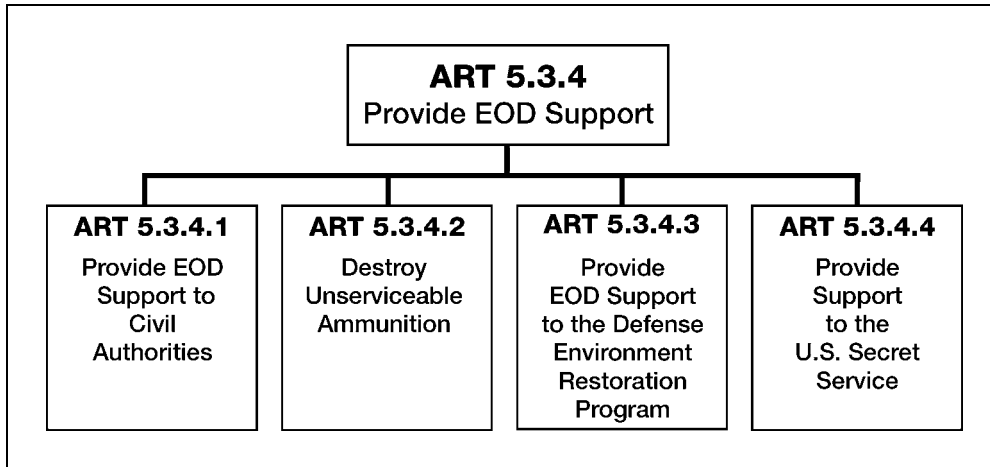 ART 5.3.4
Provide EOD Support
ART 5.3.4.1
Provide EOD
Support to
Civil
Authorities
ART 5.3.4.2
Destroy
Unserviceable
Ammunition
ART 5.3.4.3
Provide
EOD Support
to the Defense
Environment
Restoration
Program
ART 5.3.4.4
Provide
Support
to the
U.S. Secret
Service